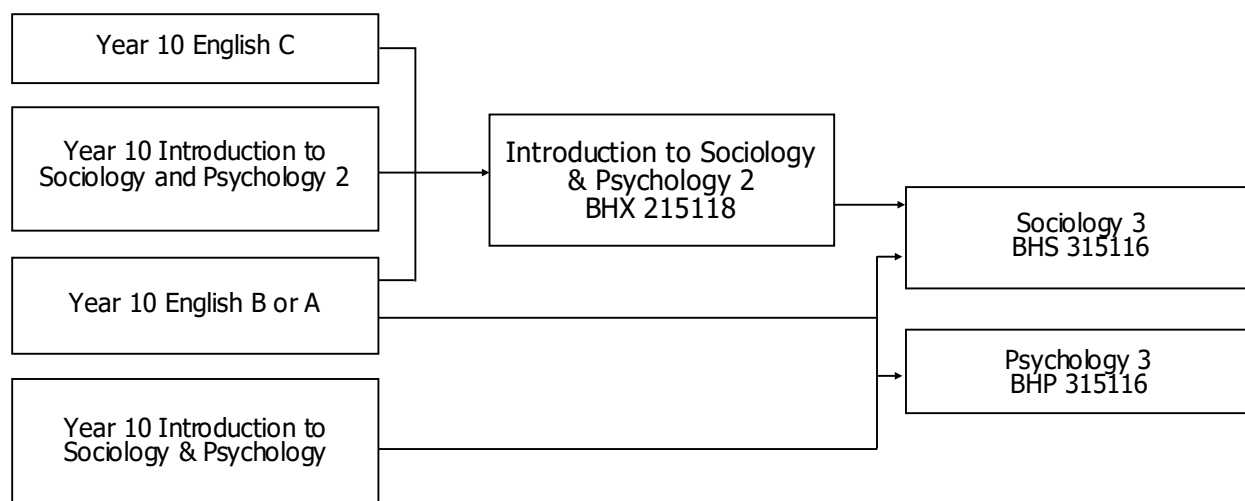 Year 10 English C
Year 10 Introduction to
Sociology and Psychology 2
Year 10 English B or A
Year 10 Introduction to
Sociology & Psychology
Introduction to Sociology
& Psychology 2
BHX 215118
Sociology 3
BHS 315116
Psychology 3
BHP 315116